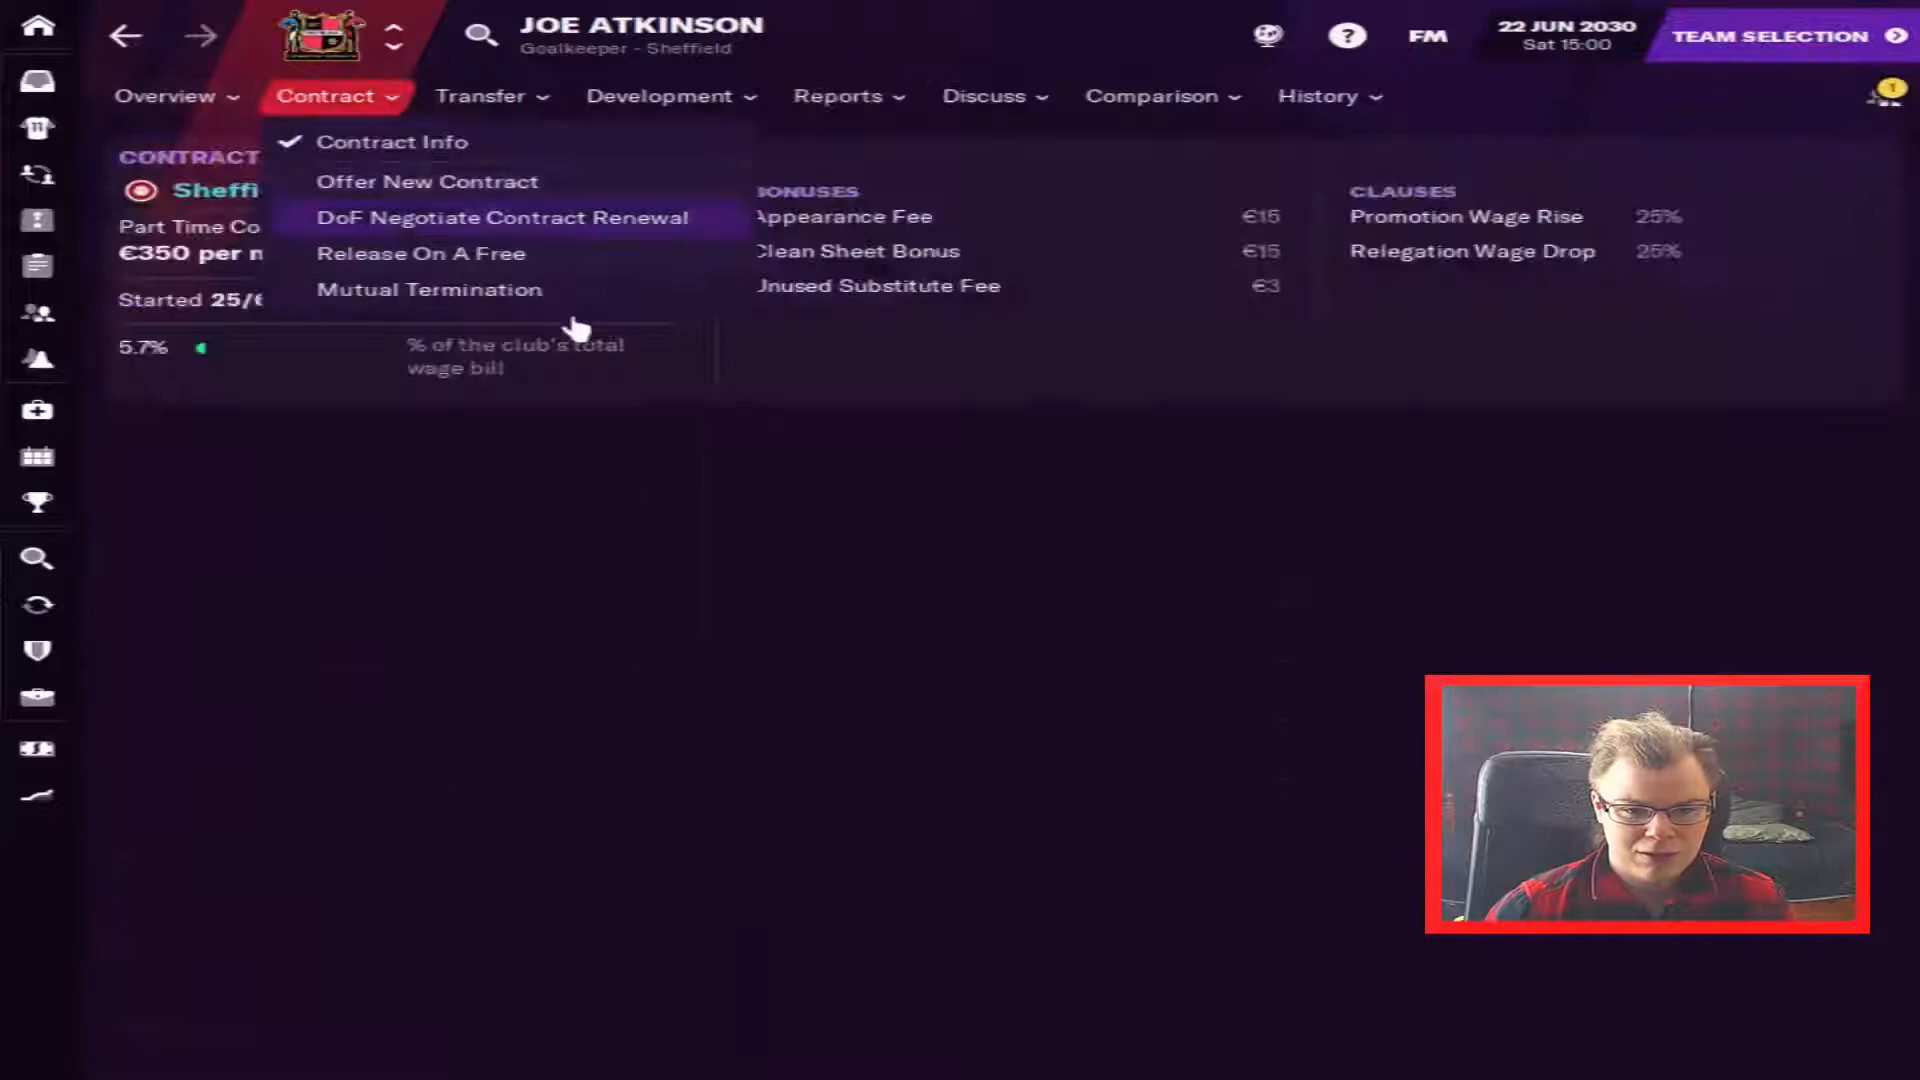 JOE ATKINSON
Goalkeeper - Sheffield
FM
22 JUN 2030
Sat 15:00
TEAM SELECTION
Overview
Contract
Transfer
Development
Reports
Discuss
Comparison
History
1
Contract Info
Offer New Contract
DoF Negotiate Contract Renewal
Release On A Free
Mutual Termination
CONTRACT
Sheffi
Part Time Co
€350 per
Started 25/
5.7%
% of the club's total
wage bill
BONUSES
Appearance Fee €15
Clean Sheet Bonus €15
Unused Substitute Fee €3
CLAUSES
Promotion Wage Rise 25%
Relegation Wage Drop 25%